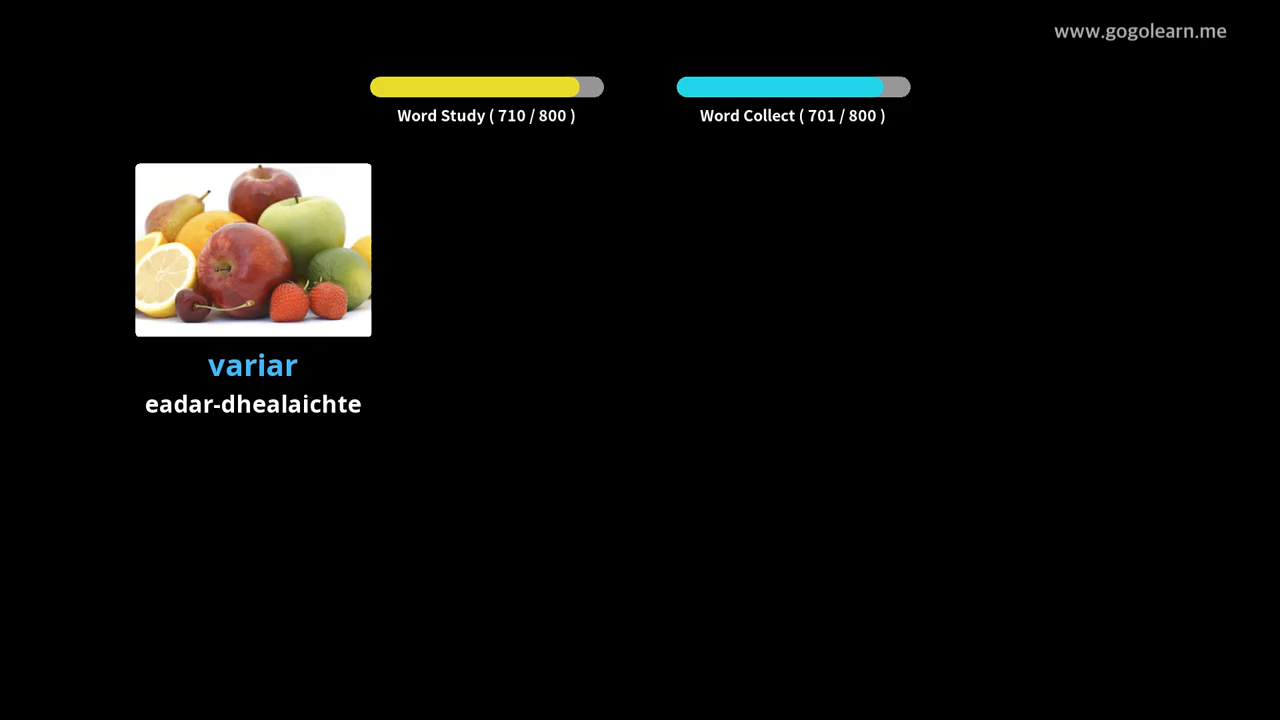 www.gogolearn.me
Word Study ( 710 / 800 )
Word Collect ( 701 / 800 )
variar
eadar-dhealaichte